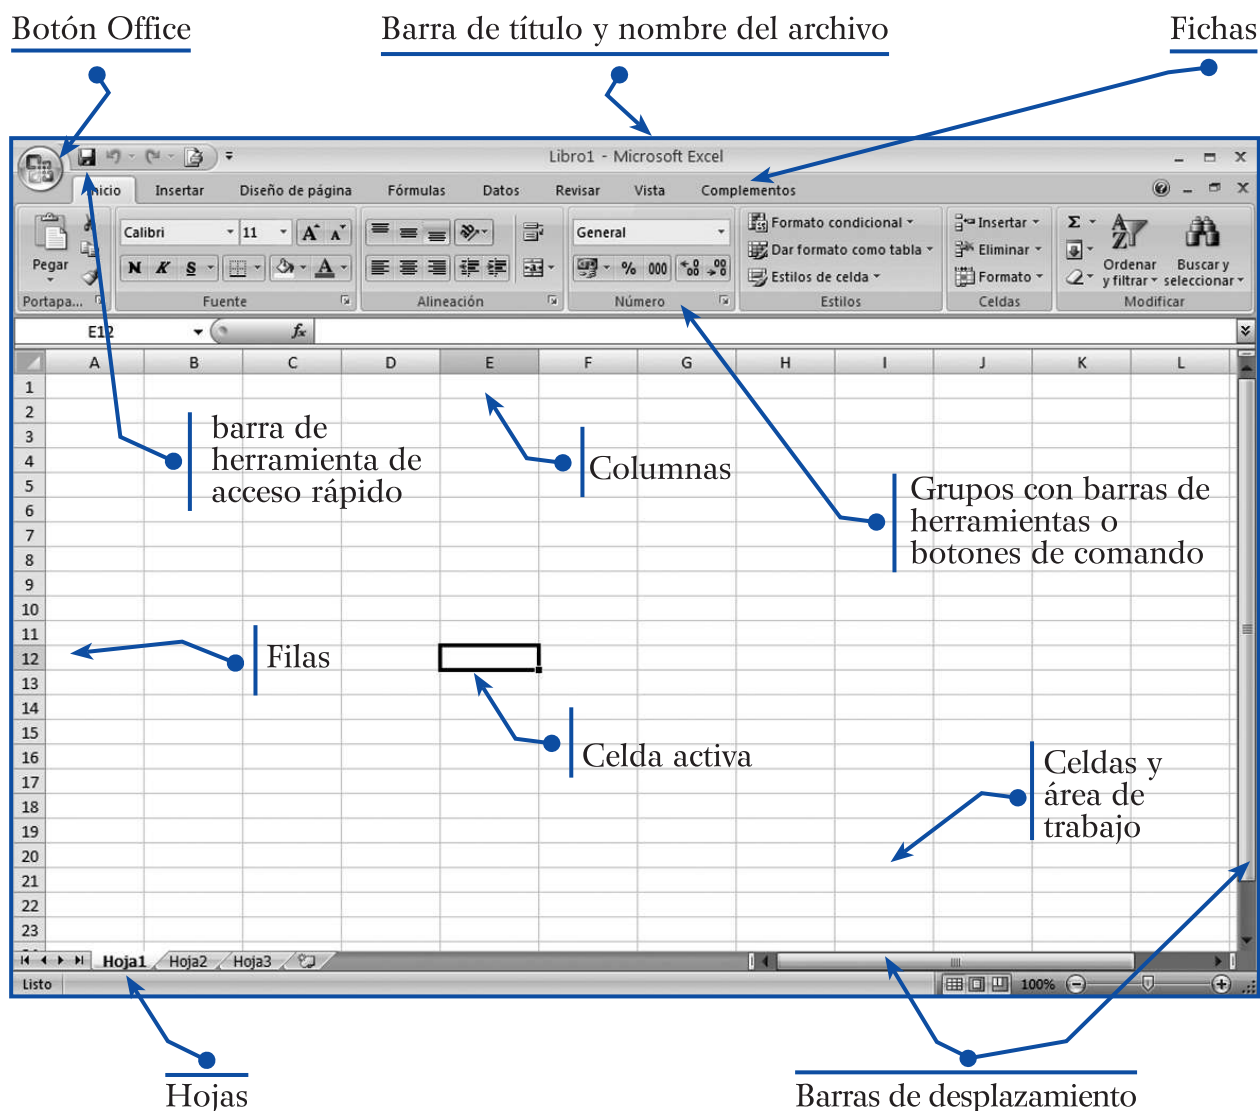 Botón Office
Barra de título y nombre del archivo
Fichas
Libro1 - Microsoft Excel
Inicio Insertar Diseño de página Fórmulas Datos Revisar Vista Complementos
Calibri 11
General
Formato condicional
Insertar
Σ
Dar formato como tabla
Eliminar
Pegar
N K S A
% 000
Estilos de celda
Formato
Ordenar y filtrar
Buscar y seleccionar
Portapa... Fuente Alineación Número Estilos Celdas Modificar
E12 fx
A B C D E F G H I J K L
1
2
3
4
5
6
7
8
9
10
11
12
13
14
15
16
17
18
19
20
21
22
23
barra de
herramienta de
acceso rápido
Columnas
Grupos con barras de
herramientas o
botones de comando
Filas
Celda activa
Celdas y
área de
trabajo
Hoja1 Hoja2 Hoja3
Listo 100%
Hojas
Barras de desplazamiento